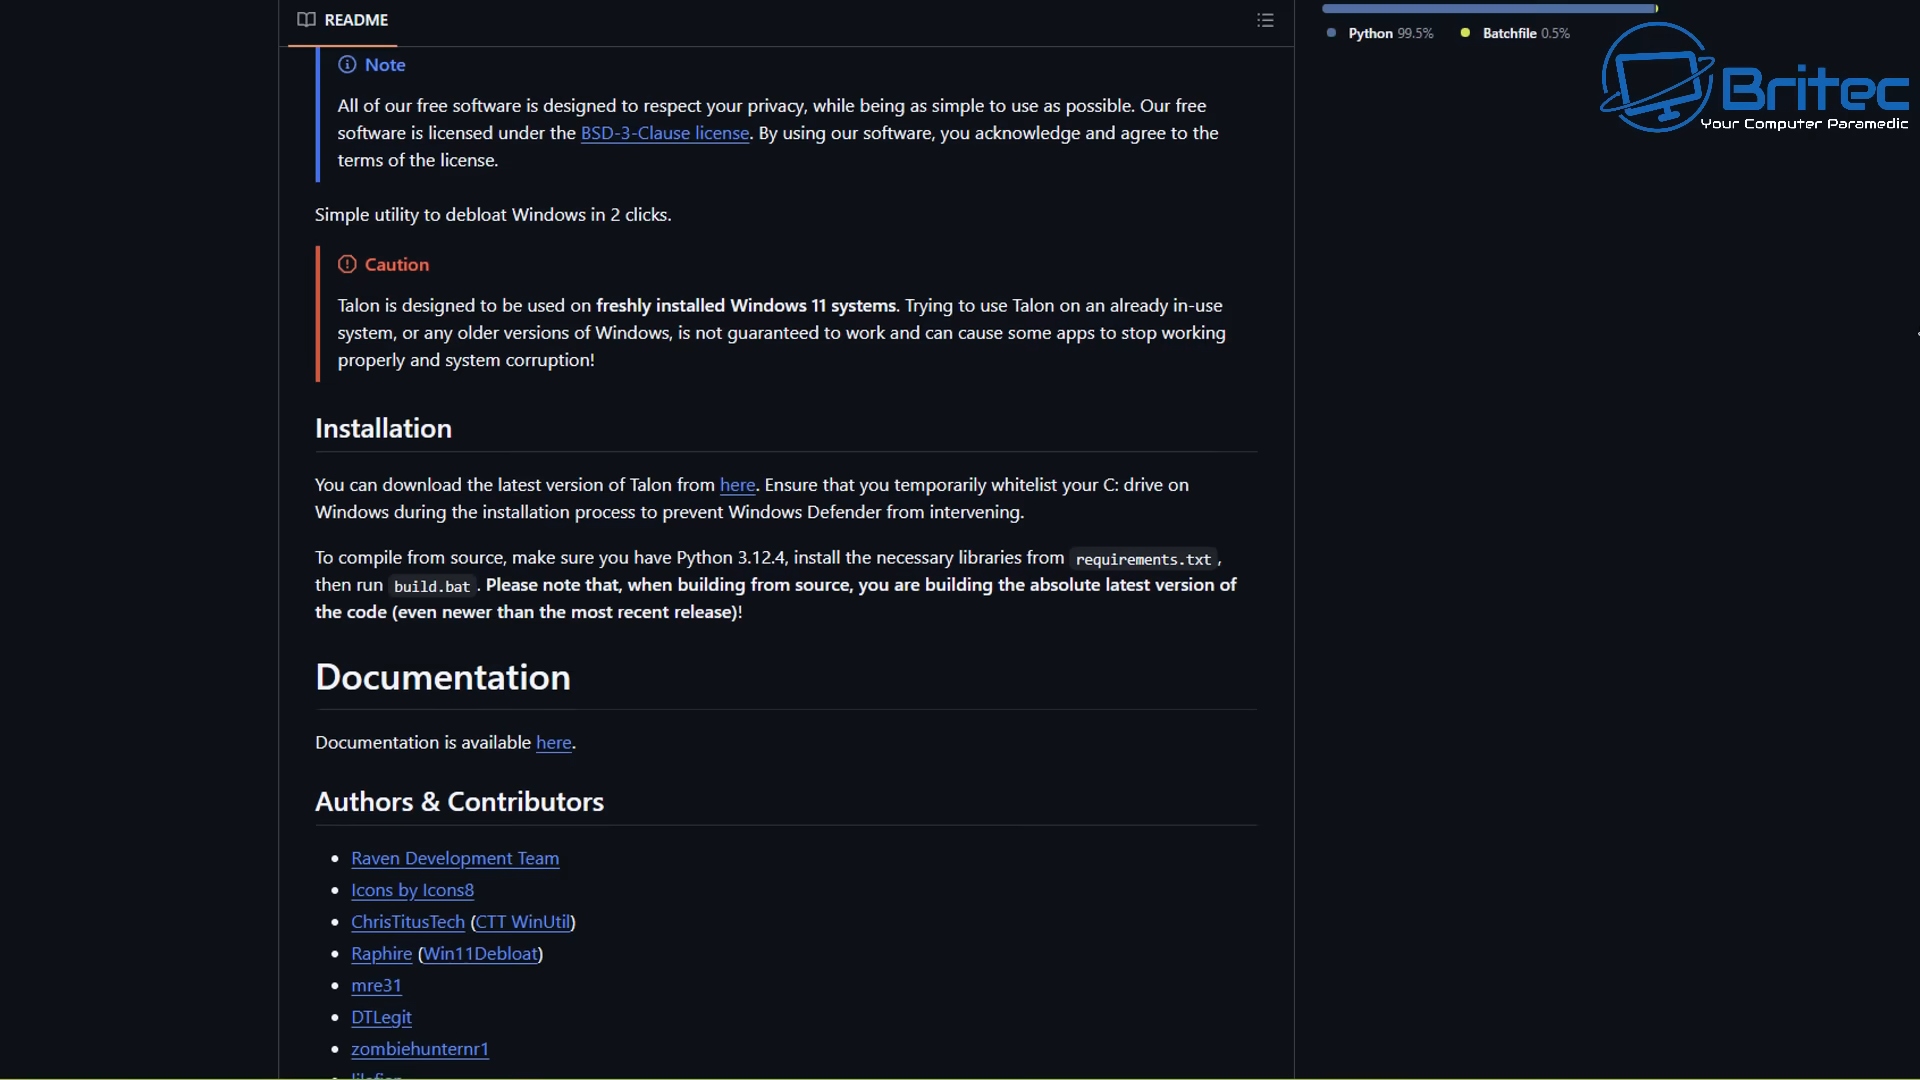 README
Python 99.5% Batchfile 0.5%
Britec
Your Computer Paramedic
Note
All of our free software is designed to respect your privacy, while being as simple to use as possible. Our free
software is licensed under the BSD-3-Clause license. By using our software, you acknowledge and agree to the
terms of the license.
Simple utility to debloat Windows in 2 clicks.
Caution
Talon is designed to be used on freshly installed Windows 11 systems. Trying to use Talon on an already in-use
system, or any older versions of Windows, is not guaranteed to work and can cause some apps to stop working
properly and system corruption!
Installation
You can download the latest version of Talon from here. Ensure that you temporarily whitelist your C: drive on
Windows during the installation process to prevent Windows Defender from intervening.
To compile from source, make sure you have Python 3.12.4, install the necessary libraries from requirements.txt,
then run build.bat. Please note that, when building from source, you are building the absolute latest version of
the code (even newer than the most recent release)!
Documentation
Documentation is available here.
Authors & Contributors
Raven Development Team
Icons by Icons8
ChrisTitusTech (CTT WinUtil)
Raphire (Win11Debloat)
mre31
DTLegit
zombiehunternr1